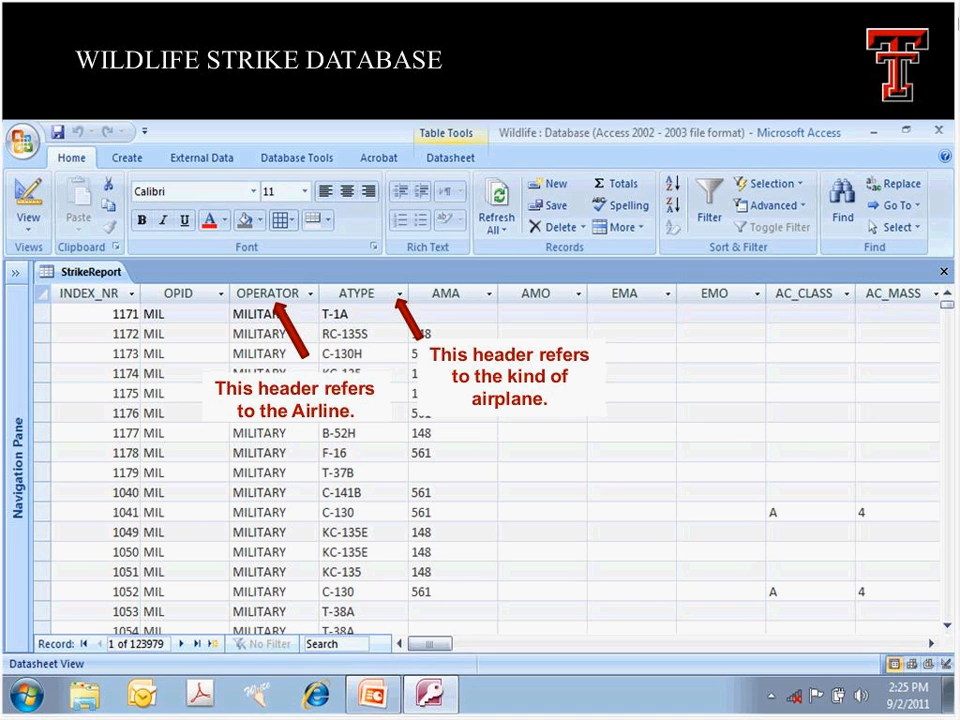 WILDLIFE STRIKE DATABASE
Table Tools Wildlife : Database (Access 2002 - 2003 file format) - Microsoft Access
Home Create External Data Database Tools Acrobat Datasheet
View
Views
Paste
Clipboard
Calibri 11
B I U A
Font
Rich Text
Refresh All
New
Save
Delete
Totals
Spelling
More
Records
Filter
Selection
Advanced
Toggle Filter
Sort & Filter
Find
Replace
Go To
Select
Find
StrikeReport
INDEX_NR OPID OPERATOR ATYPE AMA AMO EMA EMO AC_CLASS AC_MASS
1171 MIL T-1A
1172 MIL MILITARY RC-135S
1173 MIL MILITARY C-130H 5
1174 MIL
1175 MIL
1176 MIL
This header refers
to the Airline.
This header refers
to the kind of
airplane.
1177 MIL MILITARY B-52H 148
1178 MIL MILITARY F-16 561
1179 MIL MILITARY T-37B
1040 MIL MILITARY C-141B 561
1041 MIL MILITARY C-130 561 A 4
1049 MIL MILITARY KC-135E 148
1050 MIL MILITARY KC-135E 148
1051 MIL MILITARY KC-135 148
1052 MIL MILITARY C-130 561 A 4
1053 MIL MILITARY T-38A
1054 MIL MILITARY T-38A
Navigation Pane
Record: 1 of 123979 No Filter Search
Datasheet View
2:25 PM
9/2/2011